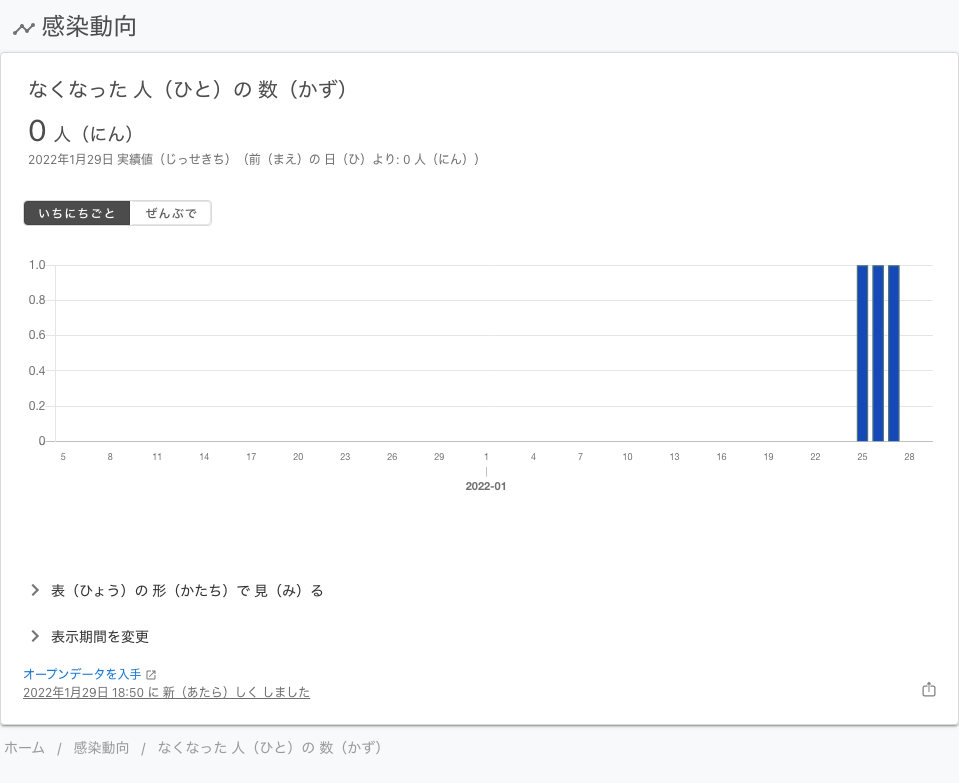 感染動向
なくなった 人（ひと）の 数（かず）
0 人（にん）
2022年1月29日 実績値（じっせきち）（前（まえ）の 日（ひ）より: 0 人（にん））
いちにちごと ぜんぶで
1.0
0.8
0.6
0.4
0.2
0
5 8 11 14 17 20 23 26 29 1 4 7 10 13 16 19 22 25 28
2022-01
表（ひょう）の 形（かたち）で 見（み）る
表示期間を変更
オープンデータを入手
2022年1月29日 18:50 に 新（あたら）しく しました
ホーム / 感染動向 / なくなった 人（ひと）の 数（かず）